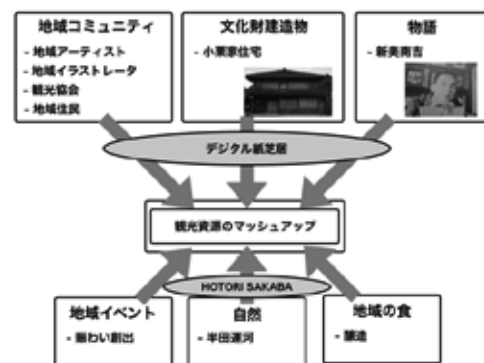 地域コミュニティ
- 地域アーティスト
- 地域イラストレータ
- 観光協会
- 地域住民
文化財建造物
- 小栗家住宅
物語
- 新美南吉
デジタル紙芝居
観光資源のマッシュアップ
HOTORI SAKABA
地域イベント
- 賑わい創出
自然
- 半田運河
地域の食
- 醸造